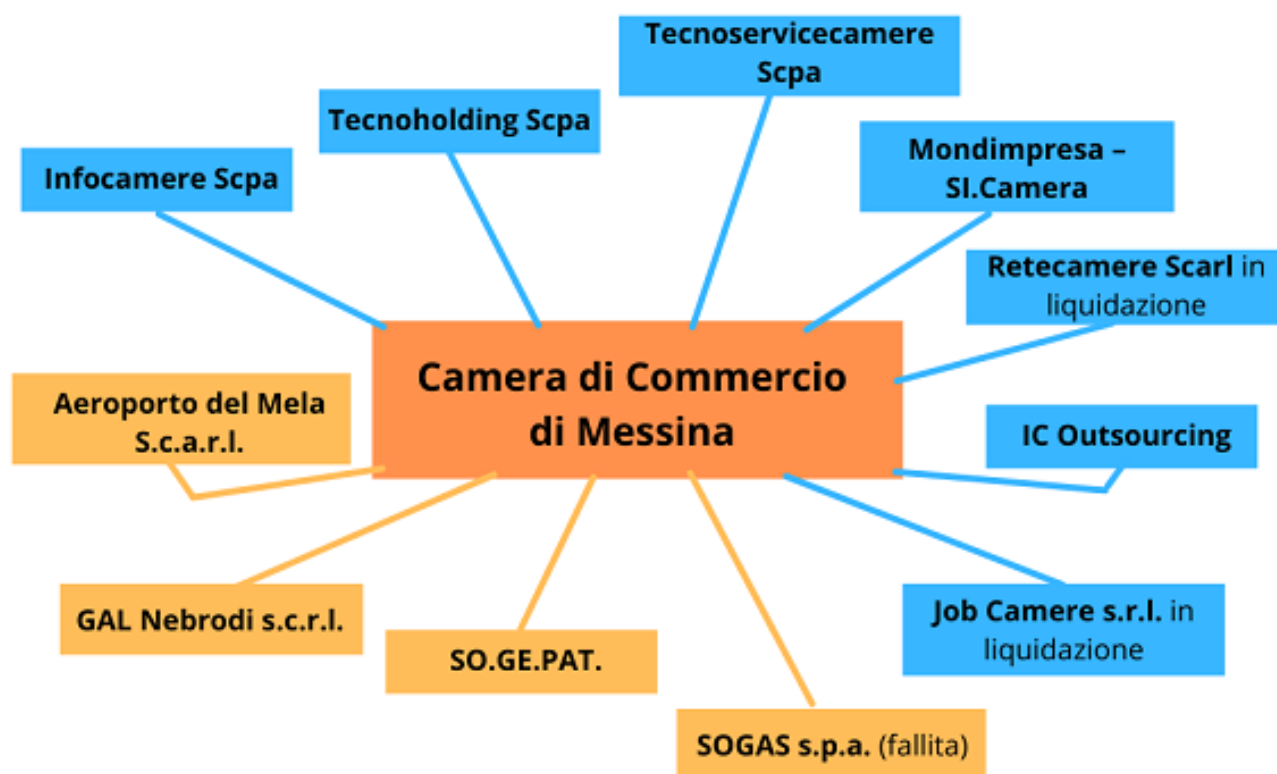 Tecnoservicecamere
Scpa
Tecnoholding Scpa
Mondimpresa –
SI.Camera
Infocamere Scpa
Retecamere Scarl in
liquidazione
Camera di Commercio
di Messina
Aeroporto del Mela
S.c.a.r.l.
IC Outsourcing
GAL Nebrodi s.c.r.l.
Job Camere s.r.l. in
liquidazione
SO.GE.PAT.
SOGAS s.p.a. (fallita)